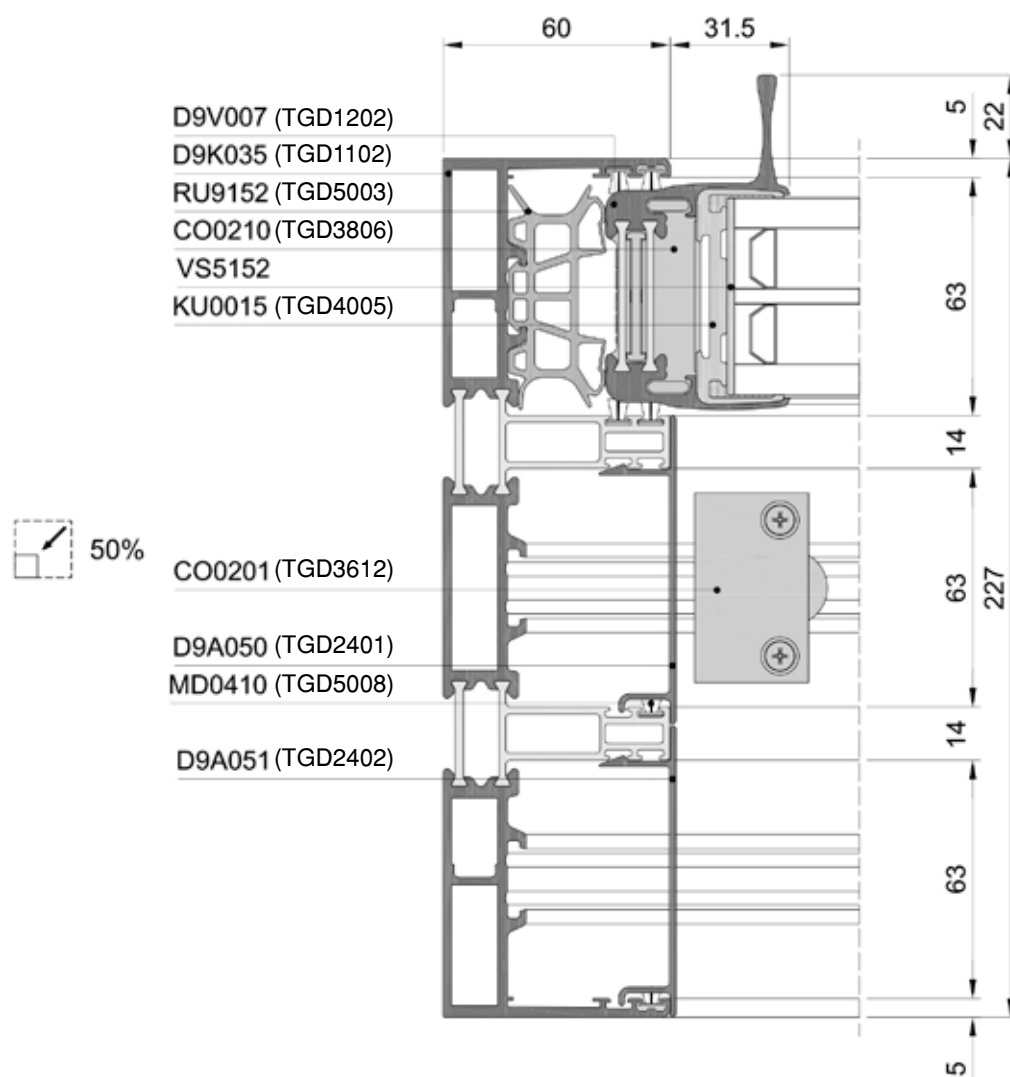 60
31.5
5
22
D9V007 (TGD1202)
D9K035 (TGD1102)
RU9152 (TGD5003)
CO0210 (TGD3806)
VS5152
KU0015 (TGD4005)
63
14
50%
CO0201 (TGD3612)
63
227
D9A050 (TGD2401)
MD0410 (TGD5008)
14
D9A051 (TGD2402)
63
5